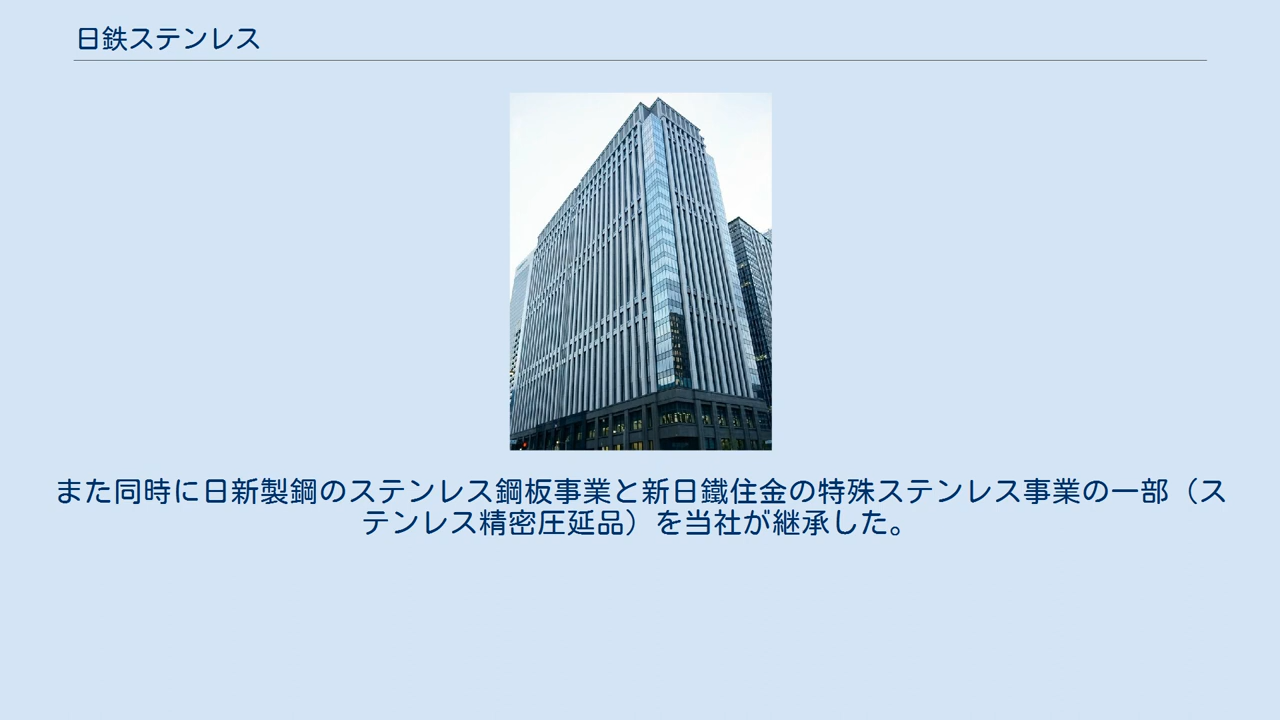 日鉄ステンレス
また同時に日新製鋼のステンレス鋼板事業と新日鐵住金の特殊ステンレス事業の一部（ス
テンレス精密圧延品）を当社が継承した。